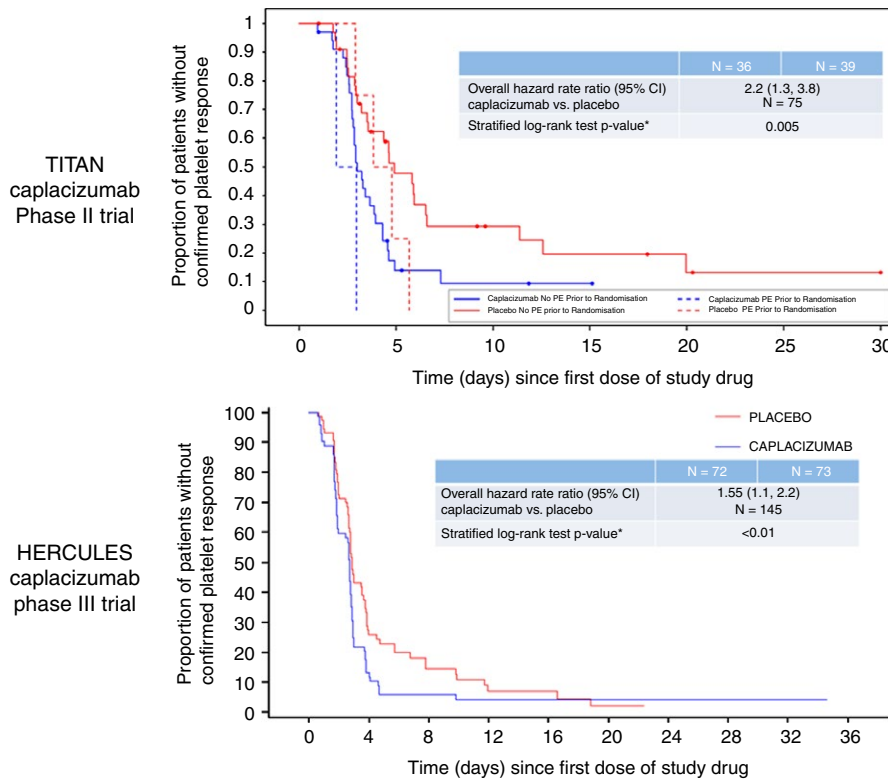 TITAN
caplacizumab
Phase II trial
Proportion of patients without
confirmed platelet response
1
0.9
0.8
0.7
0.6
0.5
0.4
0.3
0.2
0.1
0
N = 36 N = 39
Overall hazard rate ratio (95% CI)
caplacizumab vs. placebo
2.2 (1.3, 3.8)
N = 75
Stratified log-rank test p-value* 0.005
Caplacizumab No PE Prior to Randomisation Caplacizumab PE Prior to Randomisation
Placebo No PE prior to Randomisation Placebo PE Prior to Randomisation
0 5 10 15 20 25 30
Time (days) since first dose of study drug
HERCULES
caplacizumab
phase III trial
Proportion of patients without
confirmed platelet response
100
90
80
70
60
50
40
30
20
10
0
PLACEBO
CAPLACIZUMAB
N = 72 N = 73
Overall hazard rate ratio (95% CI)
caplacizumab vs. placebo
1.55 (1.1, 2.2)
N = 145
Stratified log-rank test p-value* <0.01
0 4 8 12 16 20 24 28 32 36
Time (days) since first dose of study drug